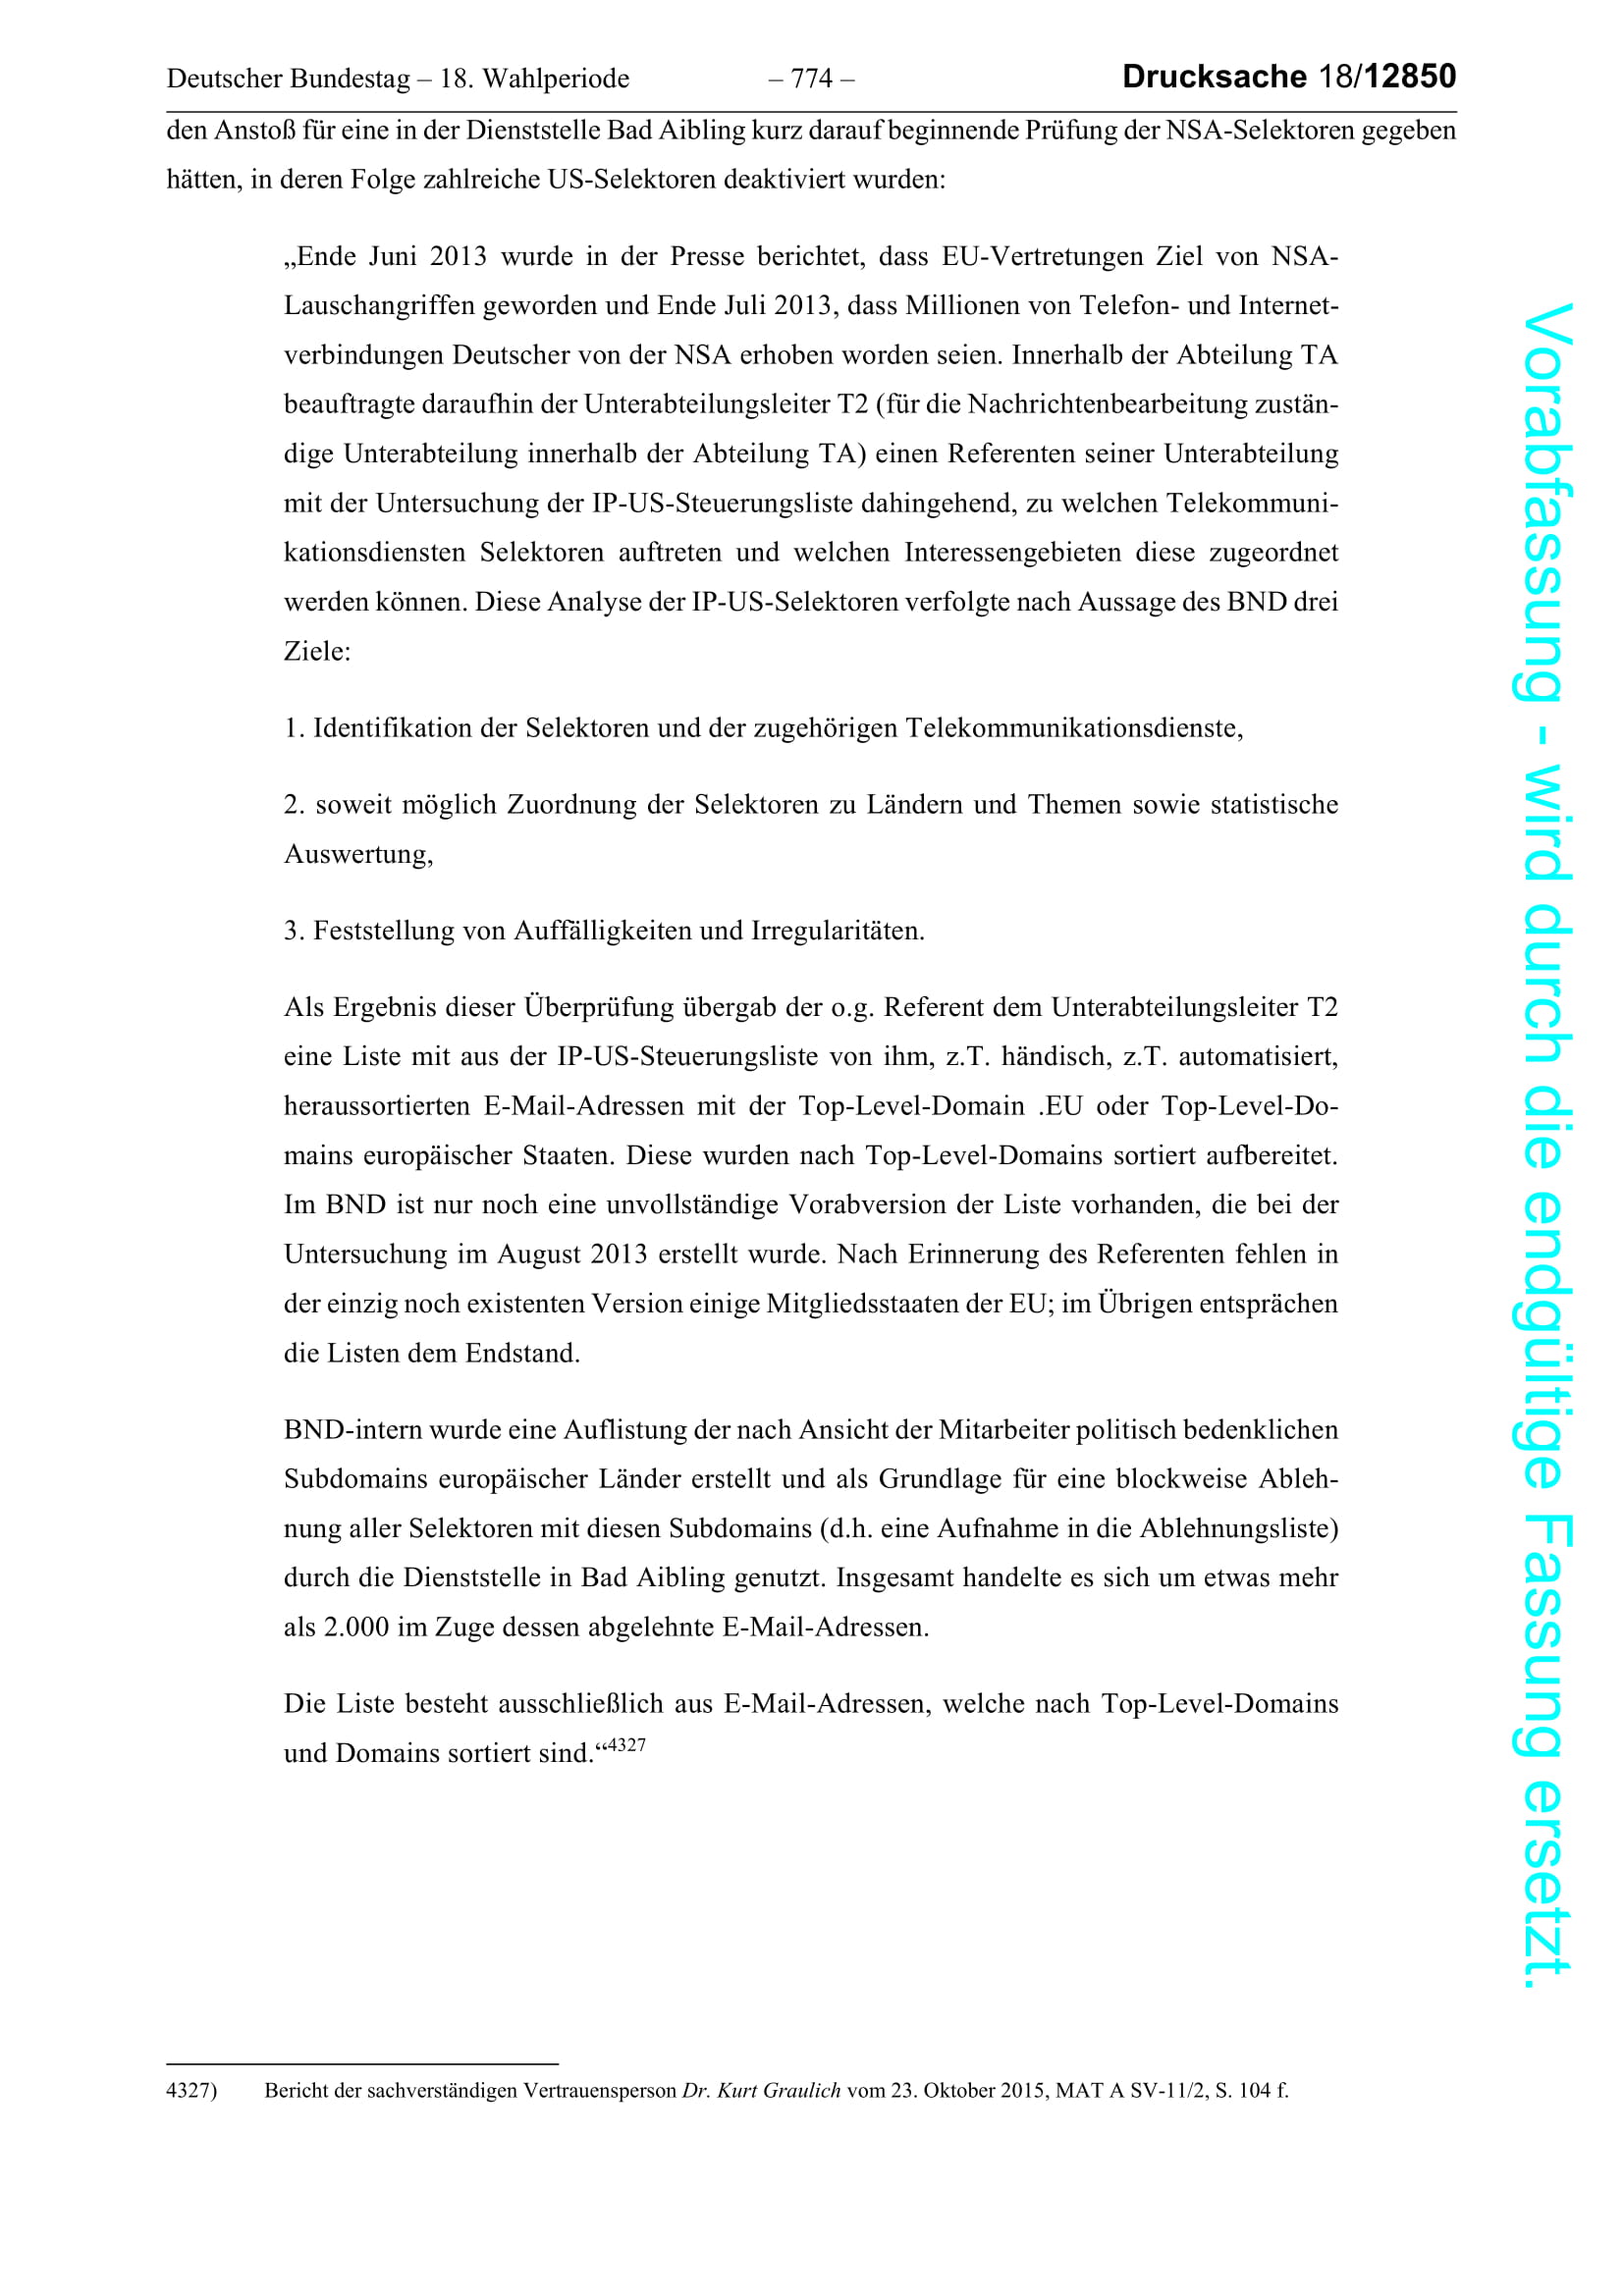 Deutscher Bundestag – 18. Wahlperiode – 774 – Drucksache 18/12850
den Anstoß für eine in der Dienststelle Bad Aibling kurz darauf beginnende Prüfung der NSA-Selektoren gegeben
hätten, in deren Folge zahlreiche US-Selektoren deaktiviert wurden:
„Ende Juni 2013 wurde in der Presse berichtet, dass EU-Vertretungen Ziel von NSA-
Lauschangriffen geworden und Ende Juli 2013, dass Millionen von Telefon- und Internet-
verbindungen Deutscher von der NSA erhoben worden seien. Innerhalb der Abteilung TA
beauftragte daraufhin der Unterabteilungsleiter T2 (für die Nachrichtenbearbeitung zustän-
dige Unterabteilung innerhalb der Abteilung TA) einen Referenten seiner Unterabteilung
mit der Untersuchung der IP-US-Steuerungsliste dahingehend, zu welchen Telekommuni-
kationsdiensten Selektoren auftreten und welchen Interessengebieten diese zugeordnet
werden können. Diese Analyse der IP-US-Selektoren verfolgte nach Aussage des BND drei
Ziele:
1. Identifikation der Selektoren und der zugehörigen Telekommunikationsdienste,
2. soweit möglich Zuordnung der Selektoren zu Ländern und Themen sowie statistische
Auswertung,
3. Feststellung von Auffälligkeiten und Irregularitäten.
Als Ergebnis dieser Überprüfung übergab der o.g. Referent dem Unterabteilungsleiter T2
eine Liste mit aus der IP-US-Steuerungsliste von ihm, z.T. händisch, z.T. automatisiert,
heraussortierten E-Mail-Adressen mit der Top-Level-Domain .EU oder Top-Level-Do-
mains europäischer Staaten. Diese wurden nach Top-Level-Domains sortiert aufbereitet.
Im BND ist nur noch eine unvollständige Vorabversion der Liste vorhanden, die bei der
Untersuchung im August 2013 erstellt wurde. Nach Erinnerung des Referenten fehlen in
der einzig noch existenten Version einige Mitgliedsstaaten der EU; im Übrigen entsprächen
die Listen dem Endstand.
BND-intern wurde eine Auflistung der nach Ansicht der Mitarbeiter politisch bedenklichen
Subdomains europäischer Länder erstellt und als Grundlage für eine blockweise Ableh-
nung aller Selektoren mit diesen Subdomains (d.h. eine Aufnahme in die Ablehnungsliste)
durch die Dienststelle in Bad Aibling genutzt. Insgesamt handelte es sich um etwas mehr
als 2.000 im Zuge dessen abgelehnte E-Mail-Adressen.
Die Liste besteht ausschließlich aus E-Mail-Adressen, welche nach Top-Level-Domains
und Domains sortiert sind.“4327
4327) Bericht der sachverständigen Vertrauensperson Dr. Kurt Graulich vom 23. Oktober 2015, MAT A SV-11/2, S. 104 f.
Vorabfassung - wird durch die endgültige Fassung ersetzt.